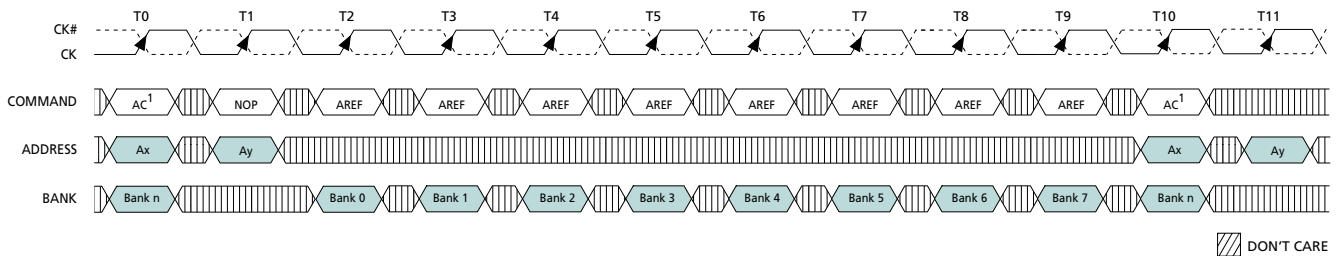 T0 T1 T2 T3 T4 T5 T6 T7 T8 T9 T10 T11
CK#
CK
COMMAND AC1 NOP AREF AREF AREF AREF AREF AREF AREF AREF AC1
ADDRESS Ax Ay Ax Ay
BANK Bank n Bank 0 Bank 1 Bank 2 Bank 3 Bank 4 Bank 5 Bank 6 Bank 7 Bank n
DON'T CARE